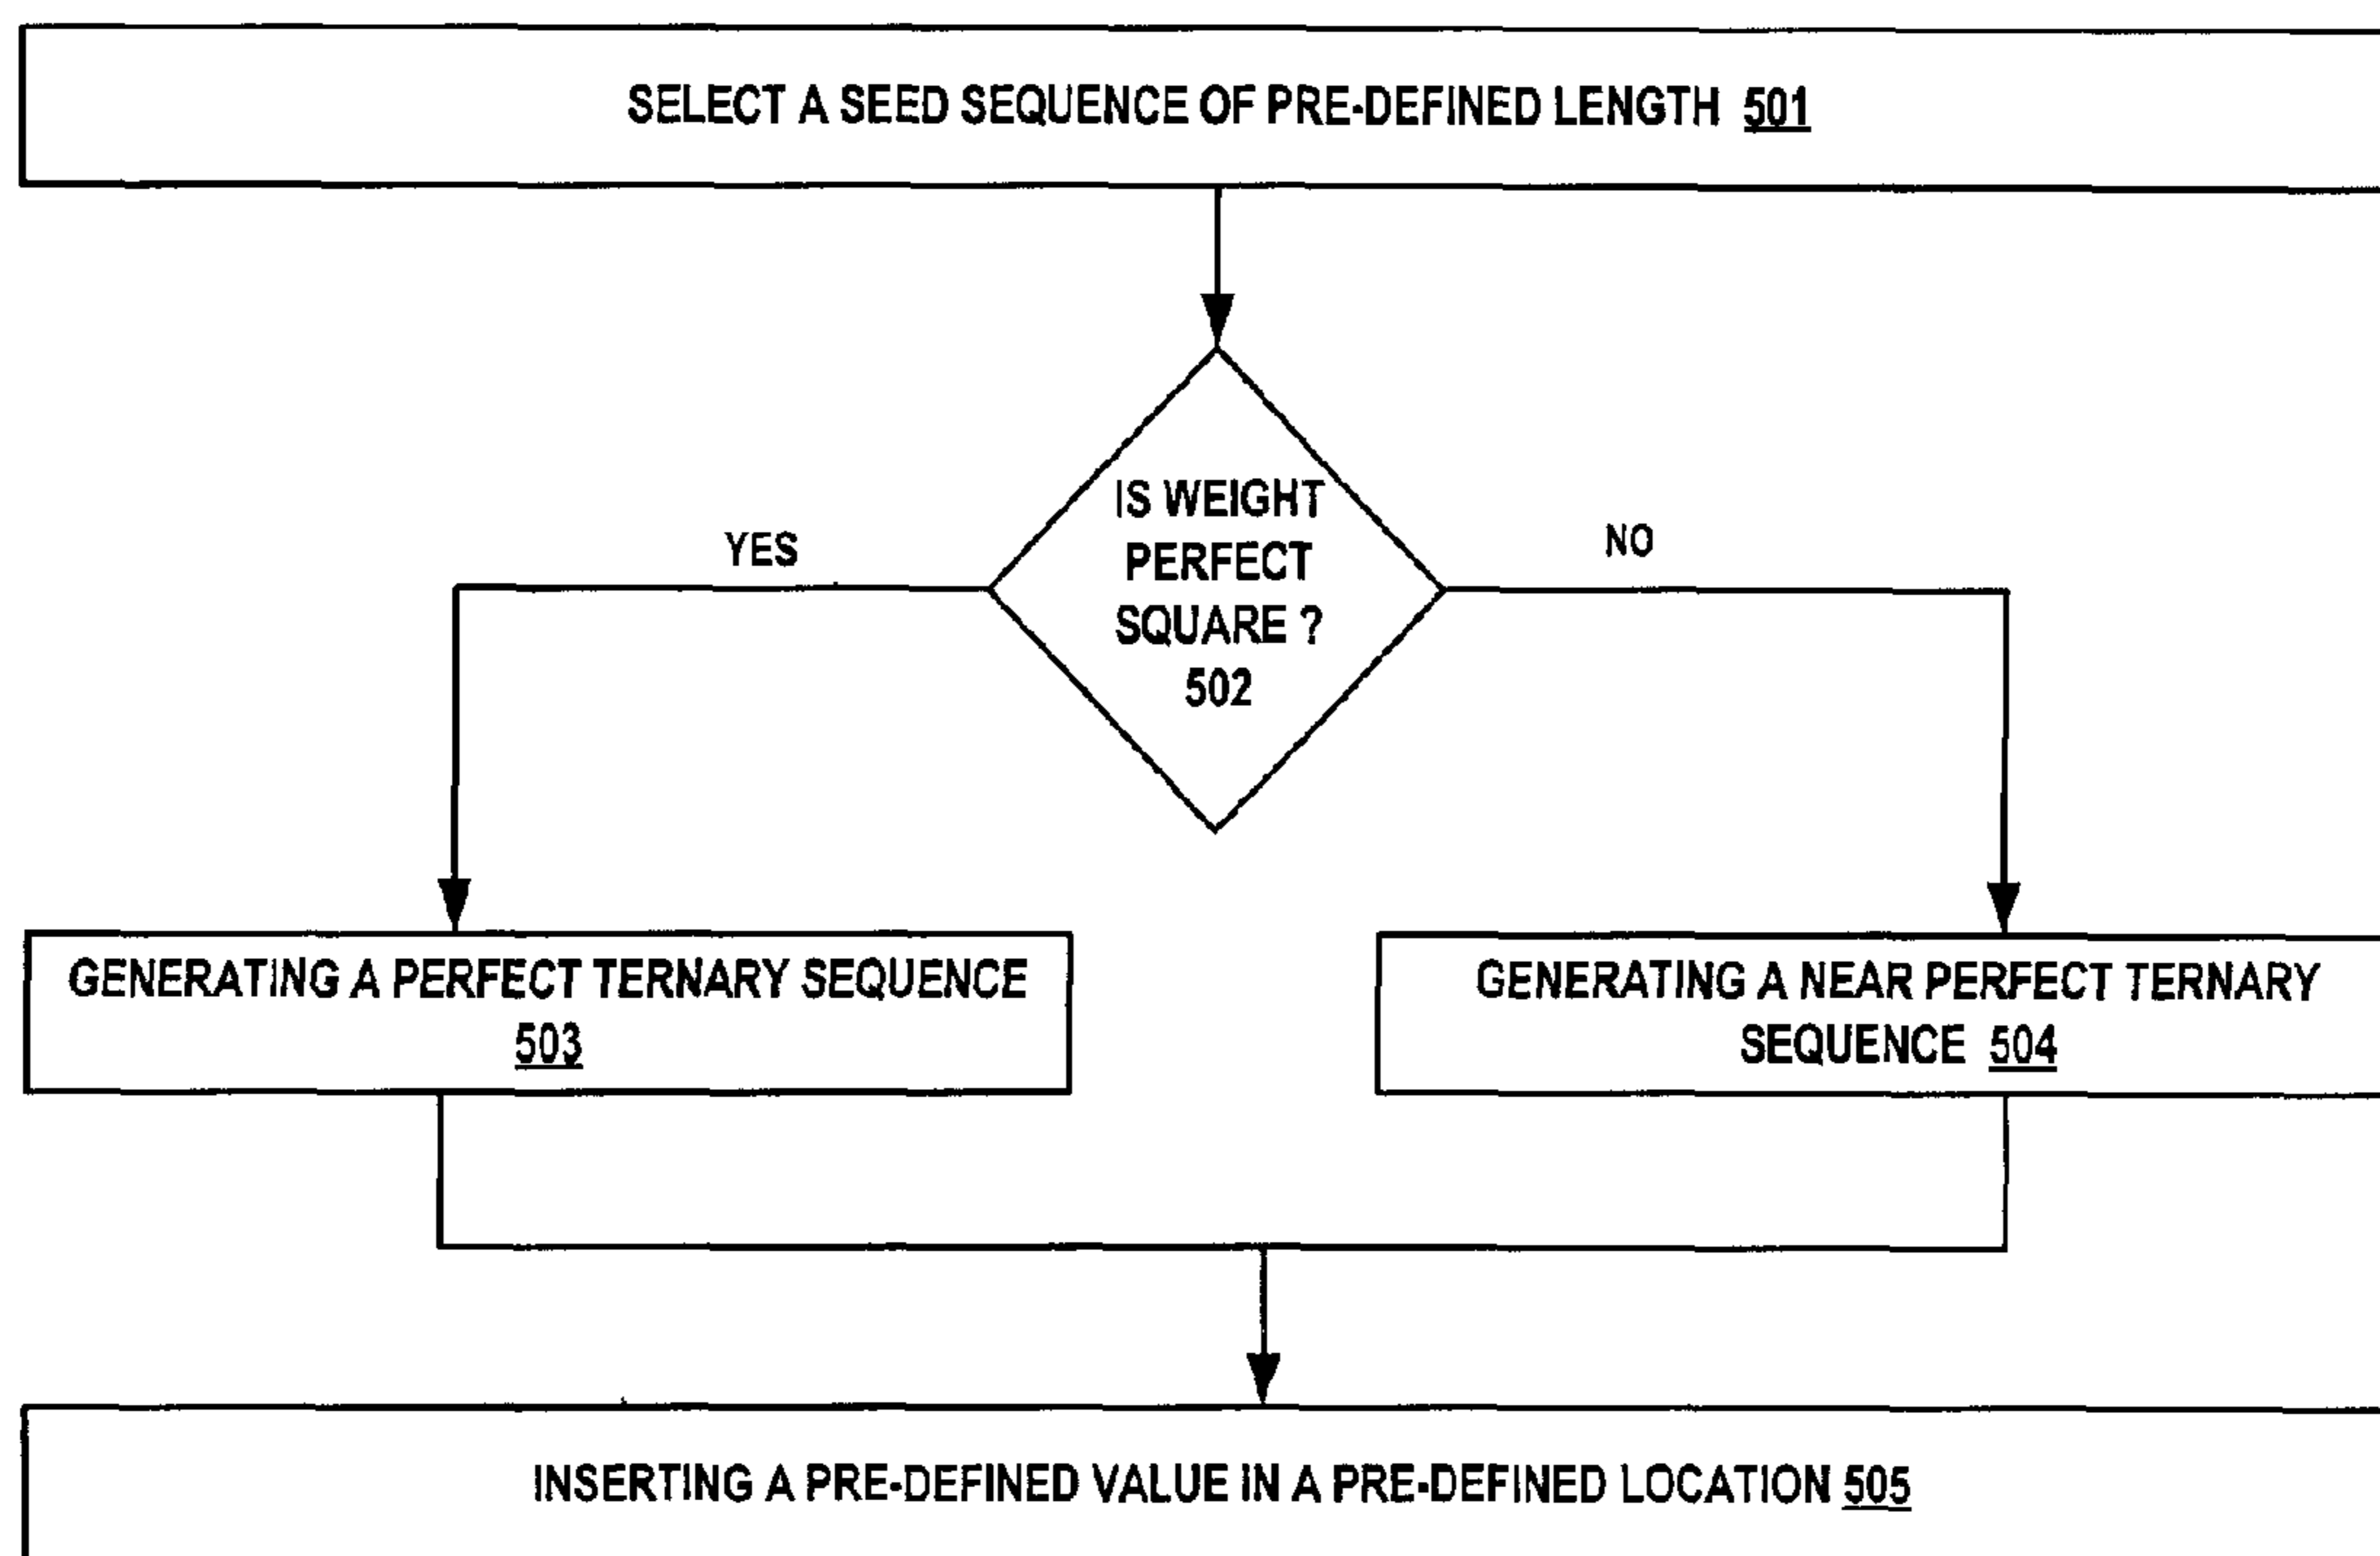 SELECT A SEED SEQUENCE OF PRE-DEFINED LENGTH 501
IS WEIGHT
PERFECT
SQUARE ?
502
YES
NO
GENERATING A PERFECT TERNARY SEQUENCE
503
GENERATING A NEAR PERFECT TERNARY
SEQUENCE 504
INSERTING A PRE-DEFINED VALUE IN A PRE-DEFINED LOCATION 505